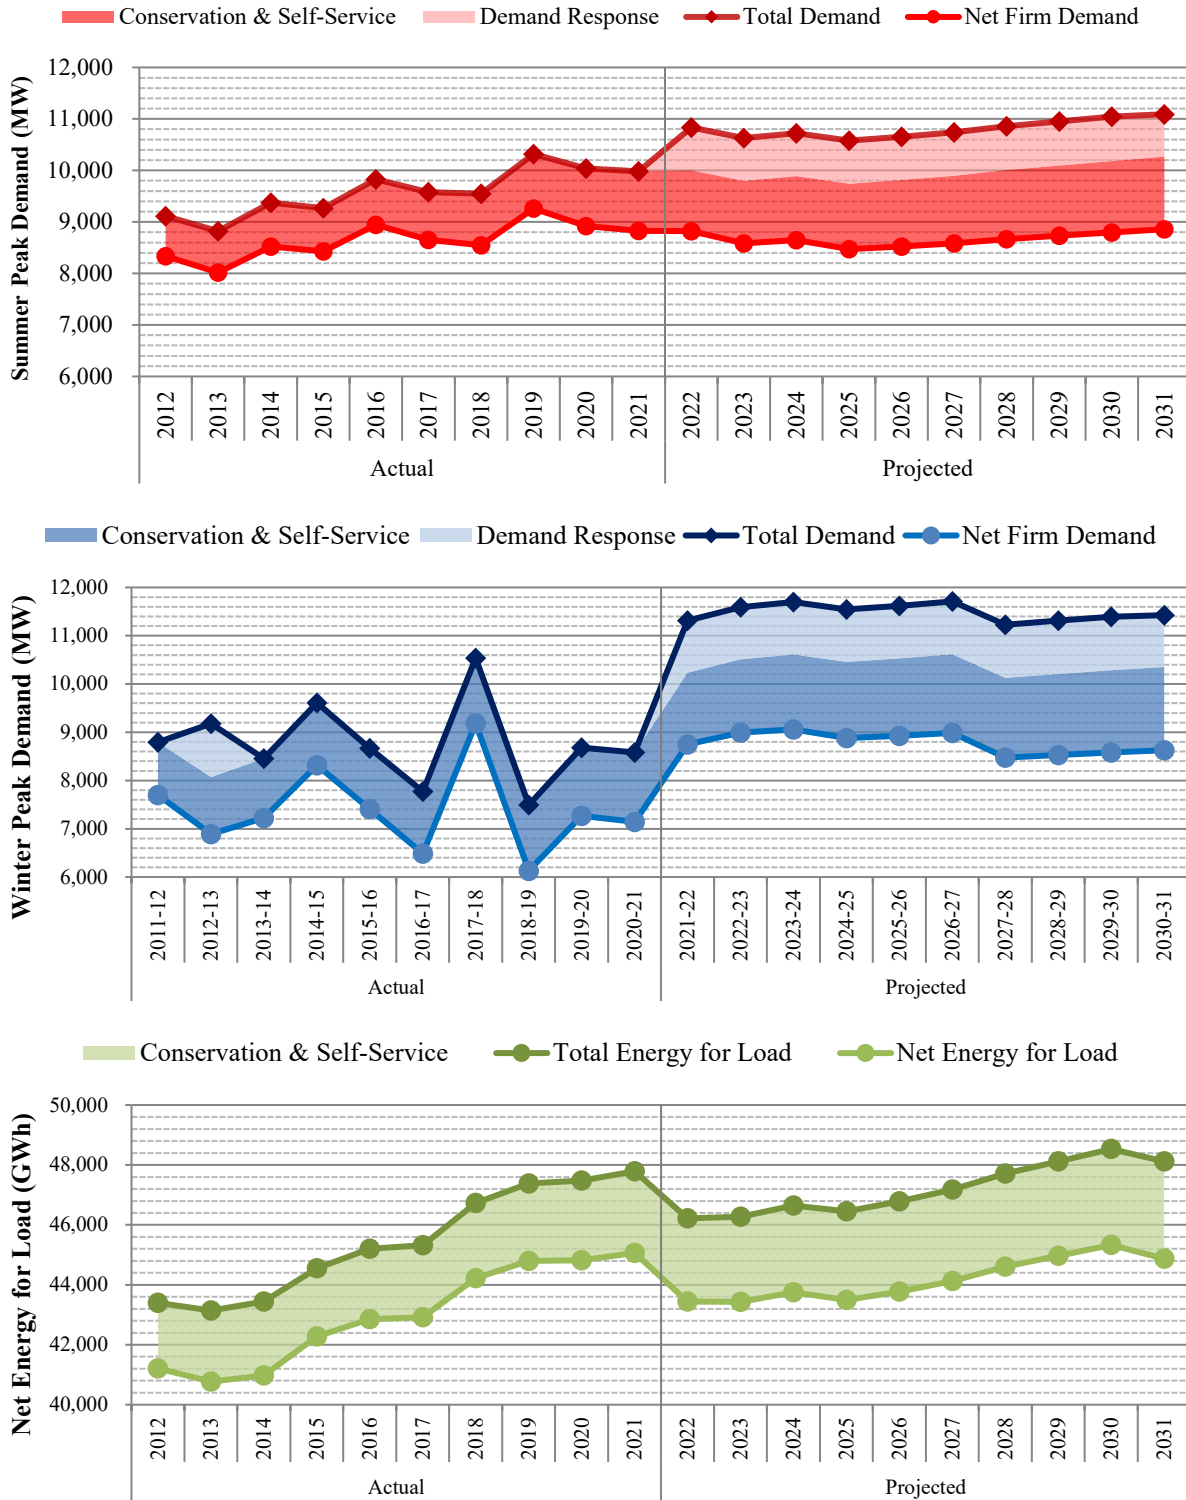 Conservation & Self-Service Demand Response Total Demand Net Firm Demand
Summer Peak Demand (MW)
12,000
11,000
10,000
9,000
8,000
7,000
6,000
2012 2013 2014 2015 2016 2017 2018 2019 2020 2021 2022 2023 2024 2025 2026 2027 2028 2029 2030 2031
Actual Projected
Conservation & Self-Service Demand Response Total Demand Net Firm Demand
Winter Peak Demand (MW)
12,000
11,000
10,000
9,000
8,000
7,000
6,000
2011-12 2012-13 2013-14 2014-15 2015-16 2016-17 2017-18 2018-19 2019-20 2020-21 2021-22 2022-23 2023-24 2024-25 2025-26 2026-27 2027-28 2028-29 2029-30 2030-31
Actual Projected
Conservation & Self-Service Total Energy for Load Net Energy for Load
Net Energy for Load (GWh)
50,000
48,000
46,000
44,000
42,000
40,000
2012 2013 2014 2015 2016 2017 2018 2019 2020 2021 2022 2023 2024 2025 2026 2027 2028 2029 2030 2031
Actual Projected